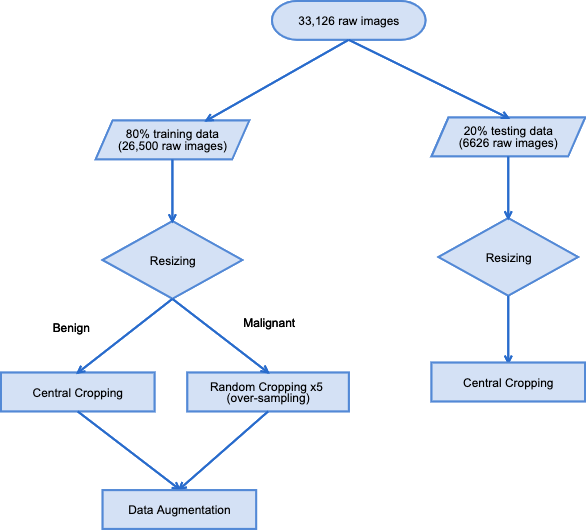 33,126 raw images
80% training data
(26,500 raw images)
20% testing data
(6626 raw images)
Resizing
Resizing
Benign
Malignant
Central Cropping
Random Cropping x5
(over-sampling)
Central Cropping
Data Augmentation